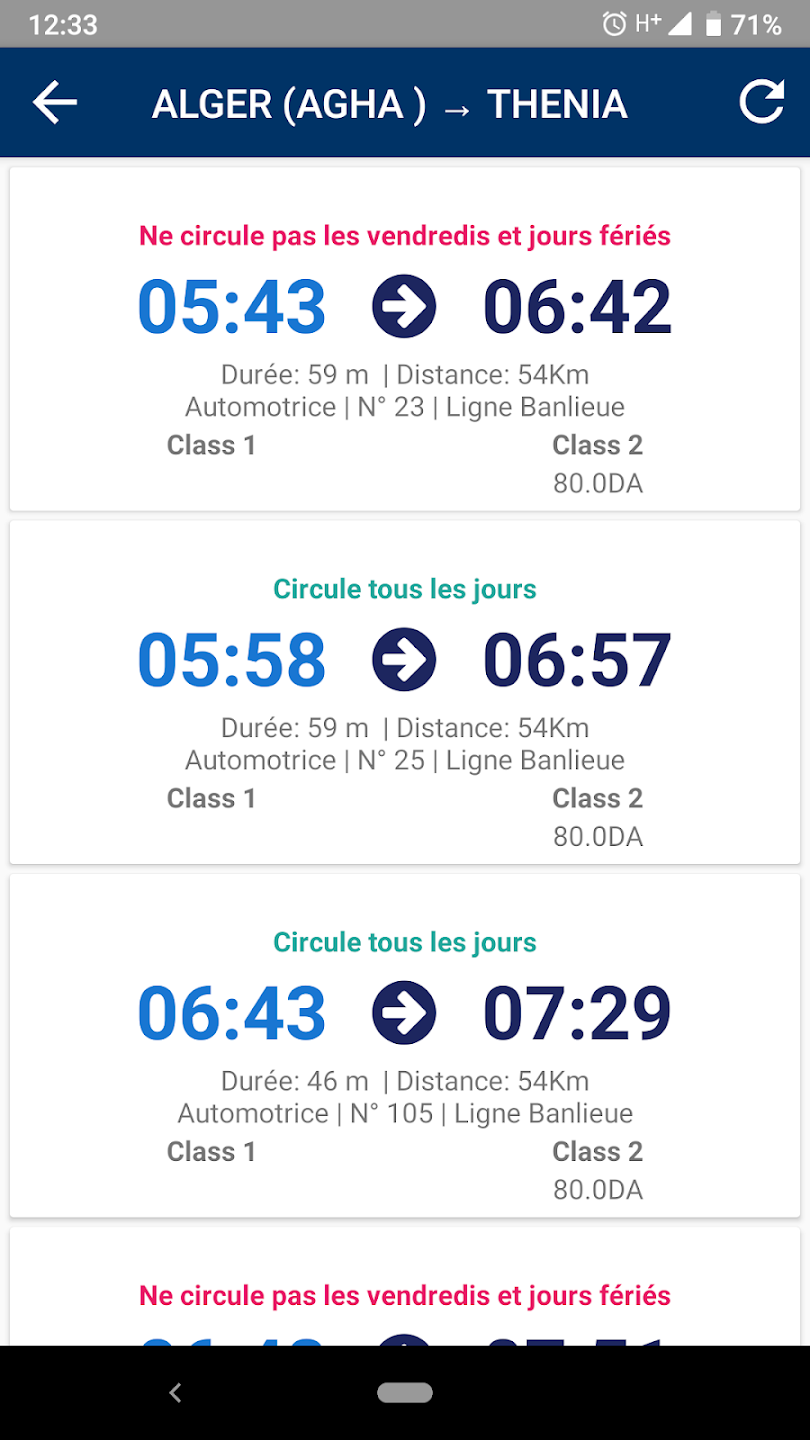 12:33 H+ 71%
ALGER (AGHA ) → THENIA
Ne circule pas les vendredis et jours fériés
05:43 06:42
Durée: 59 m | Distance: 54Km
Automotrice | N° 23 | Ligne Banlieue
Class 1 Class 2
80.0DA
Circule tous les jours
05:58 06:57
Durée: 59 m | Distance: 54Km
Automotrice | N° 25 | Ligne Banlieue
Class 1 Class 2
80.0DA
Circule tous les jours
06:43 07:29
Durée: 46 m | Distance: 54Km
Automotrice | N° 105 | Ligne Banlieue
Class 1 Class 2
80.0DA
Ne circule pas les vendredis et jours fériés